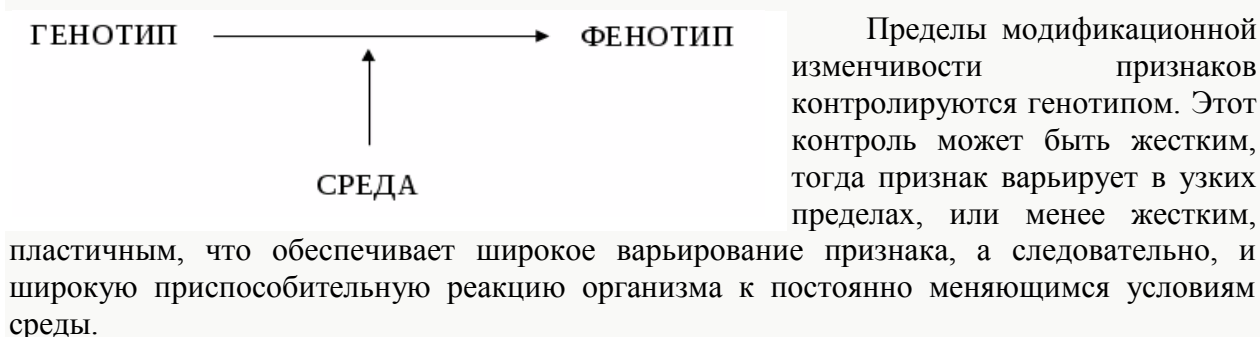 ГЕНОТИП
ФЕНОТИП
СРЕДА
Пределы модификационной
изменчивости признаков
контролируются генотипом. Этот
контроль может быть жестким,
тогда признак варьирует в узких
пределах, или менее жестким,
пластичным, что обеспечивает широкое варьирование признака, а следовательно, и
широкую приспособительную реакцию организма к постоянно меняющимся условиям
среды.